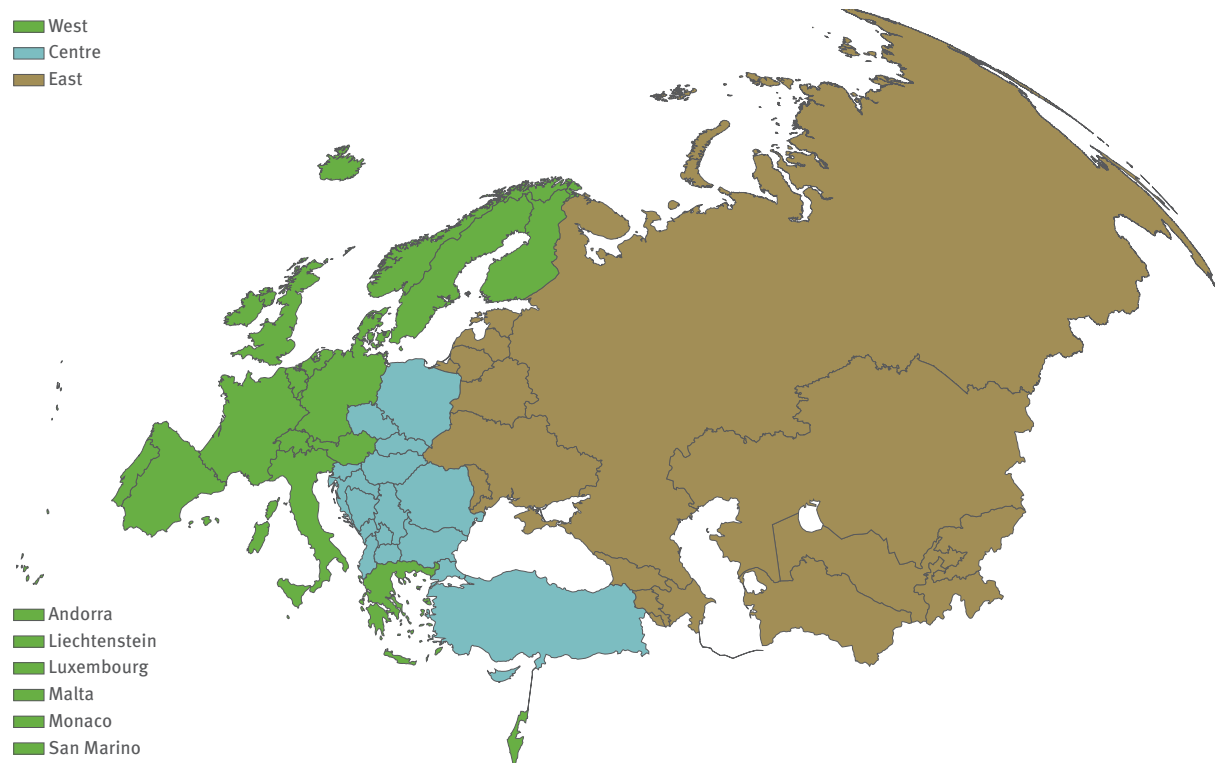 West
Centre
East
Andorra
Liechtenstein
Luxembourg
Malta
Monaco
San Marino